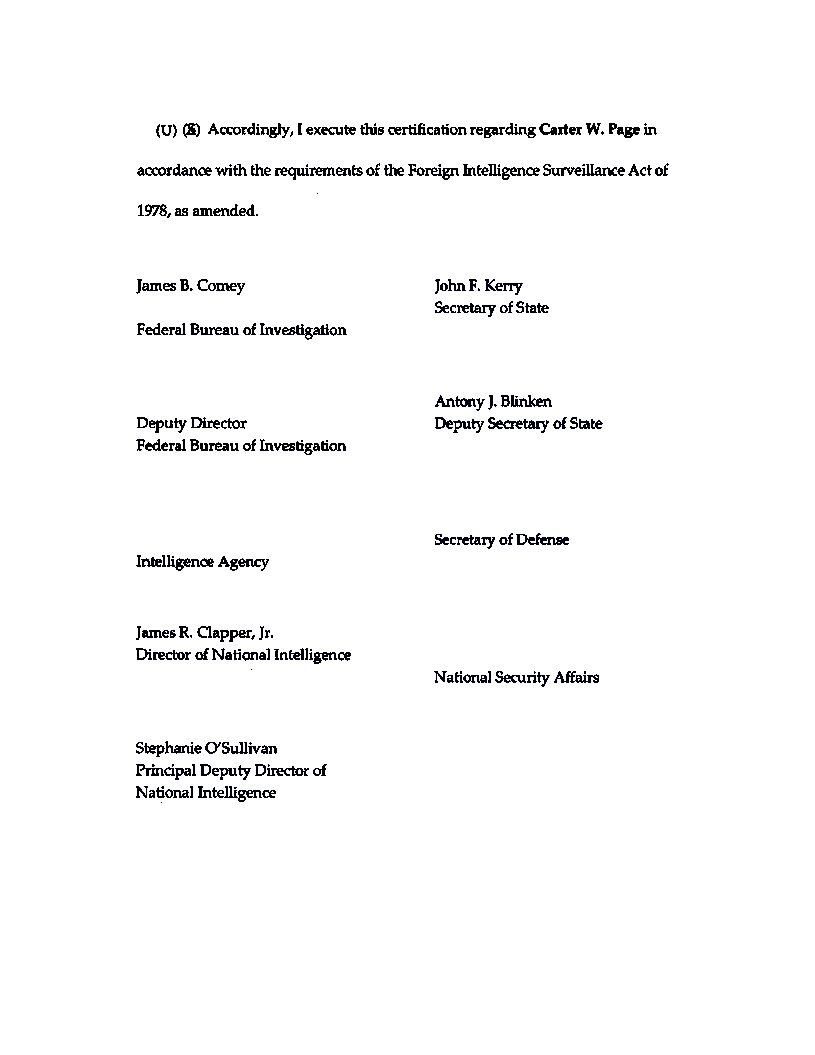 (U) (S) Accordingly, I execute this certification regarding Carter W. Page in
accordance with the requirements of the Foreign Intelligence Surveillance Act of
1978, as amended.
James B. Comey
Federal Bureau of Investigation
Deputy Director
Federal Bureau of Investigation
Intelligence Agency
James R. Clapper, Jr.
Director of National Intelligence
Stephanie O'Sullivan
Principal Deputy Director of
National Intelligence
John F. Kerry
Secretary of State
Antony J. Blinken
Deputy Secretary of State
Secretary of Defense
National Security Affairs